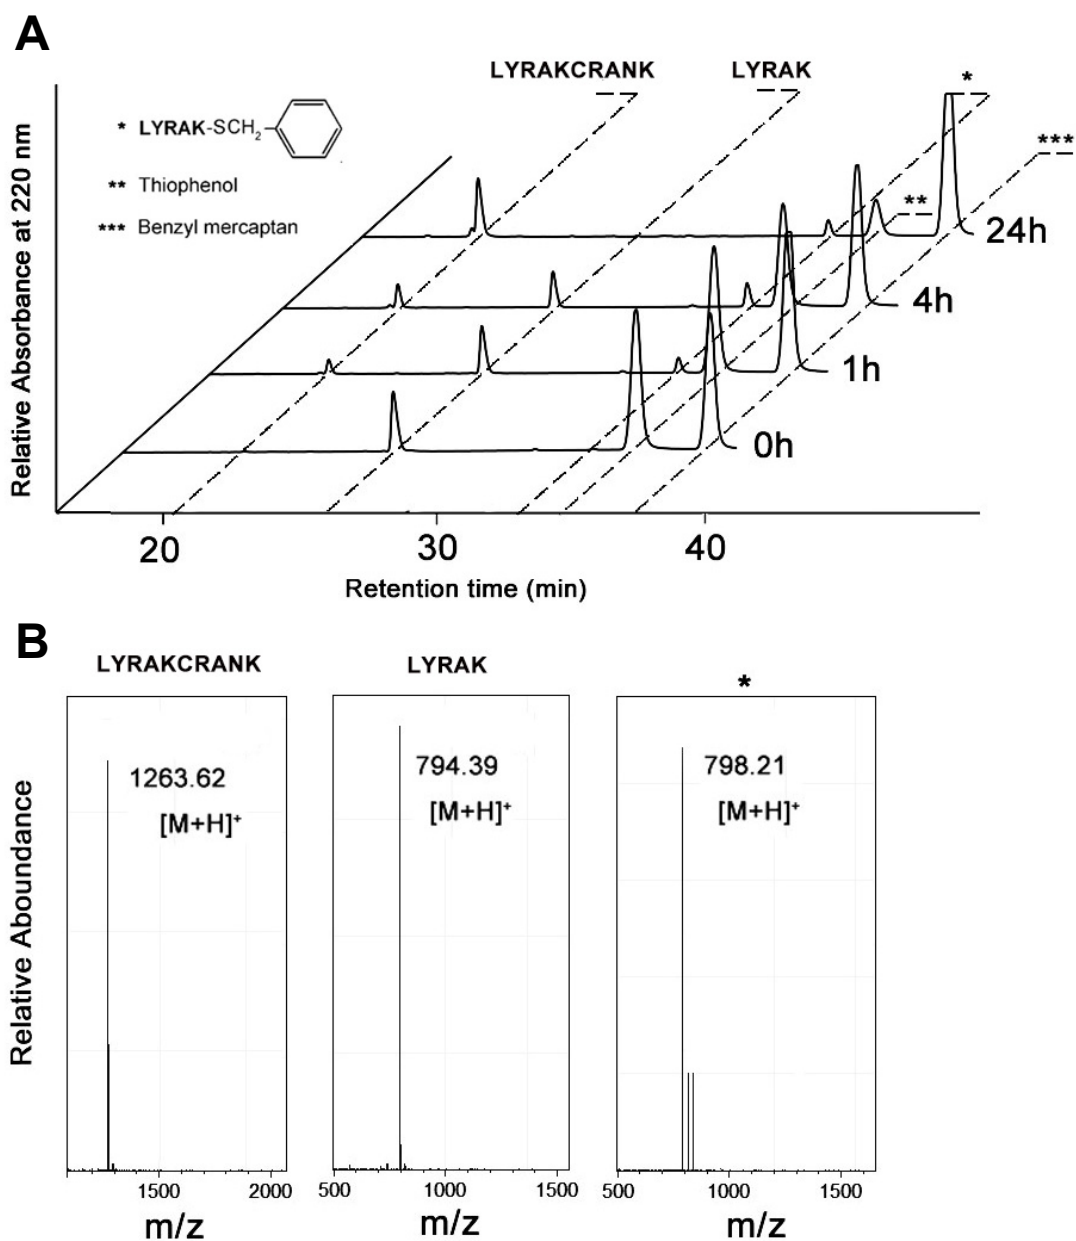 A
LYRAKCRANK
LYRAK
*
* LYRAK-SCH2-
** Thiophenol
*** Benzyl mercaptan
***
**
24h
4h
1h
0h
Relative Absorbance at 220 nm
20
30
40
Retention time (min)
B
LYRAKCRANK
LYRAK
*
1263.62
[M+H]+
794.39
[M+H]+
798.21
[M+H]+
Relative Aboundance
1500
2000
500
1000
1500
500
1000
1500
m/z
m/z
m/z